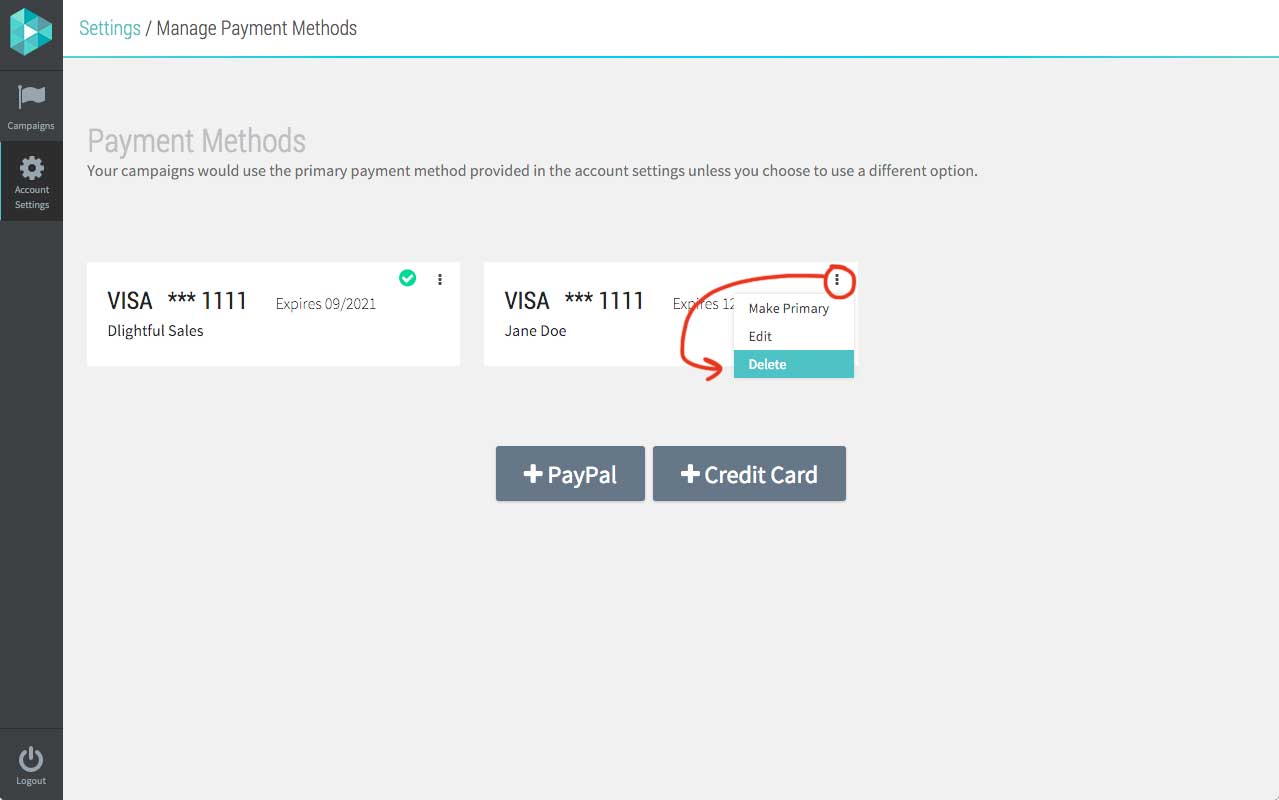 Settings / Manage Payment Methods
Campaigns
Account
Settings
Payment Methods
Your campaigns would use the primary payment method provided in the account settings unless you choose to use a different option.
VISA *** 1111 Expires 09/2021
Dlightful Sales
VISA *** 1111 Expires 12
Jane Doe
Make Primary
Edit
Delete
+ PayPal
+ Credit Card
Logout